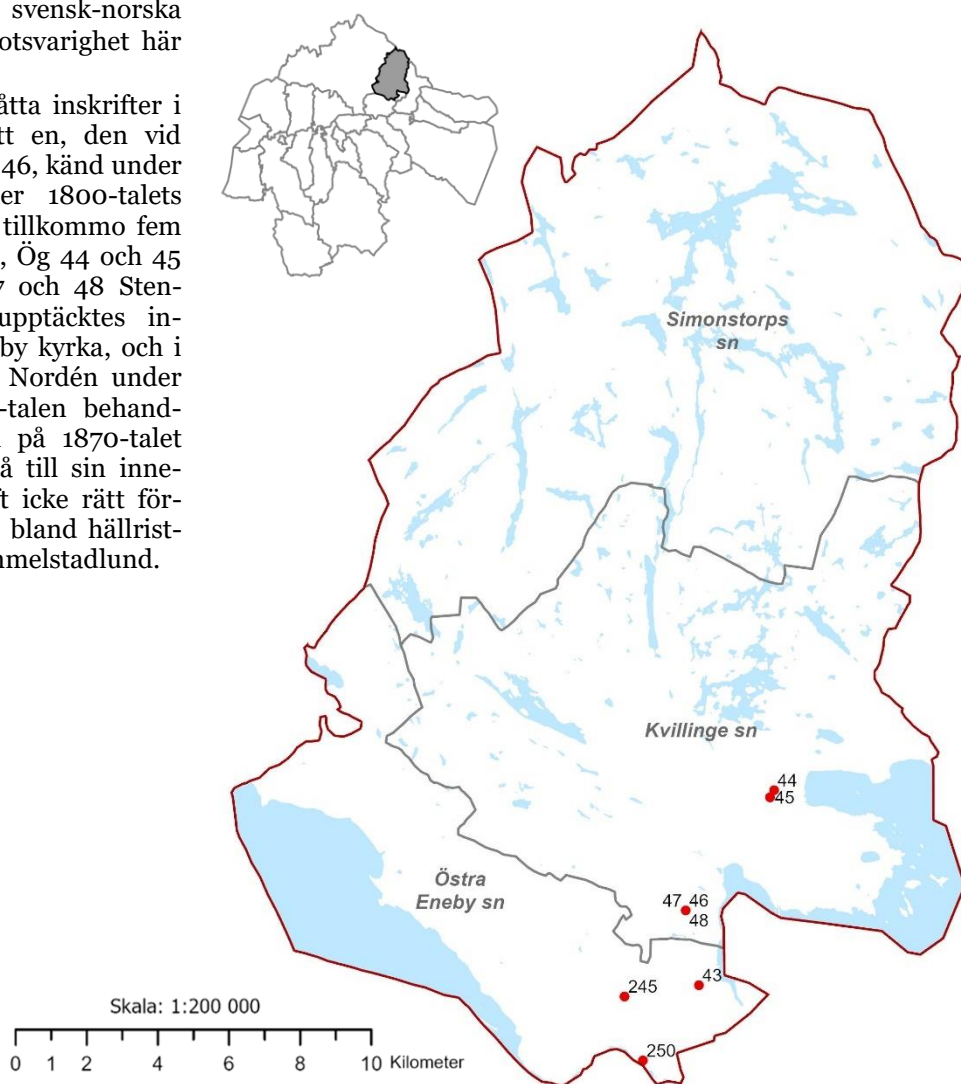 svensk-norska
otsvarighet här
åtta inskrifter i
tt en, den vid
46, känd under
er 1800-talets
tillkommo fem
, Ög 44 och 45
7 och 48 Sten-
upptäcktes in-
by kyrka, och i
Nordén under
-talen behand-
på 1870-talet
å till sin inne-
ft icke rätt för-
bland hällrist-
nmelstadlund.
Simonstorps
sn
Kvillinge sn
44
45
Östra
Eneby sn
47 46
48
43
245
250
Skala: 1:200 000
0 1 2 4 6 8 10 Kilometer